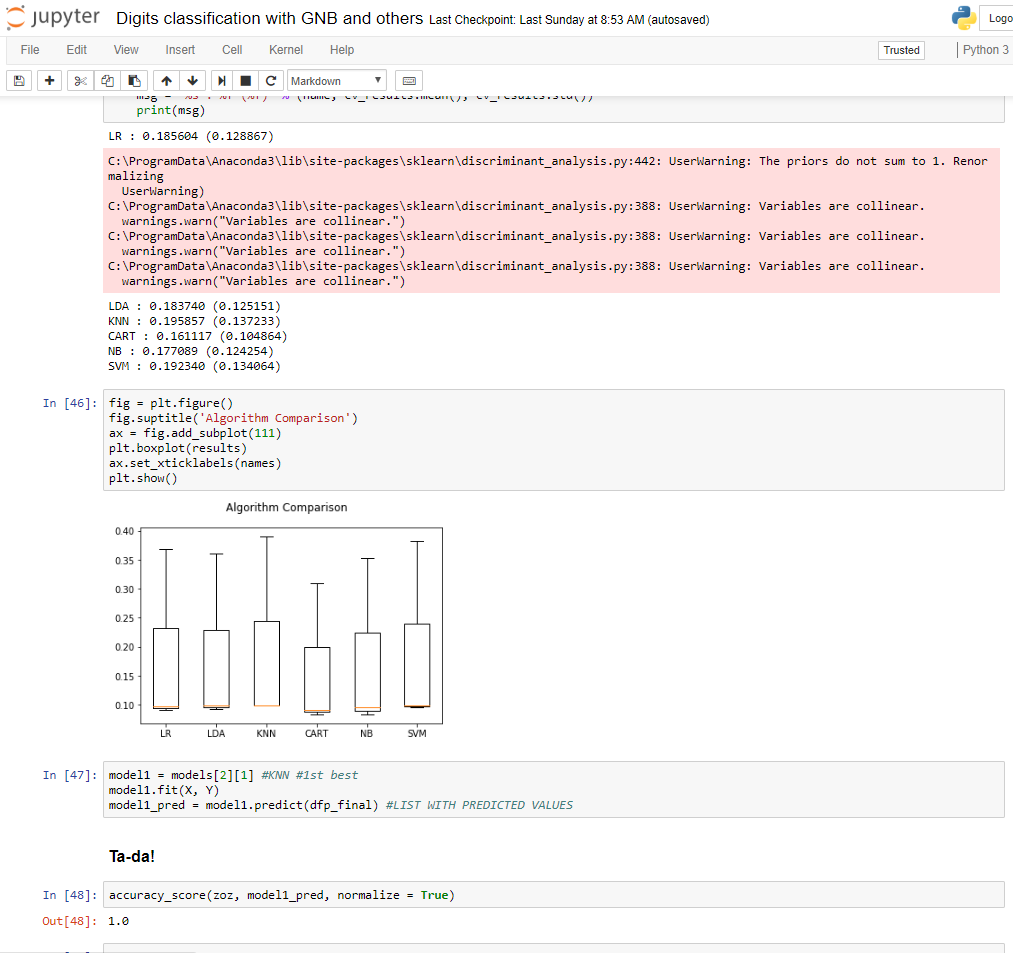 jupyter Digits classification with GNB and others Last Checkpoint: Last Sunday at 8:53 AM (autosaved)
Logo
File Edit View Insert Cell Kernel Help
Trusted
Python 3
Markdown
print(msg)
LR : 0.185604 (0.128867)
C:\ProgramData\Anaconda3\lib\site-packages\sklearn\discriminant_analysis.py:442: UserWarning: The priors do not sum to 1. Renor
malizing
UserWarning)
C:\ProgramData\Anaconda3\lib\site-packages\sklearn\discriminant_analysis.py:388: UserWarning: Variables are collinear.
warnings.warn("Variables are collinear.")
C:\ProgramData\Anaconda3\lib\site-packages\sklearn\discriminant_analysis.py:388: UserWarning: Variables are collinear.
warnings.warn("Variables are collinear.")
C:\ProgramData\Anaconda3\lib\site-packages\sklearn\discriminant_analysis.py:388: UserWarning: Variables are collinear.
warnings.warn("Variables are collinear.")
LDA : 0.183740 (0.125151)
KNN : 0.195857 (0.137233)
CART : 0.161117 (0.104864)
NB : 0.177089 (0.124254)
SVM : 0.192340 (0.134064)
In [46]: fig = plt.figure()
fig.suptitle('Algorithm Comparison')
ax = fig.add_subplot(111)
plt.boxplot(results)
ax.set_xticklabels(names)
plt.show()
Algorithm Comparison
0.40
0.35
0.30
0.25
0.20
0.15
0.10
LR LDA KNN CART NB SVM
In [47]: model1 = models[2][1] #KNN #1st best
model1.fit(X, Y)
model1_pred = model1.predict(dfp_final) #LIST WITH PREDICTED VALUES
Ta-da!
In [48]: accuracy_score(zoz, model1_pred, normalize = True)
Out[48]: 1.0